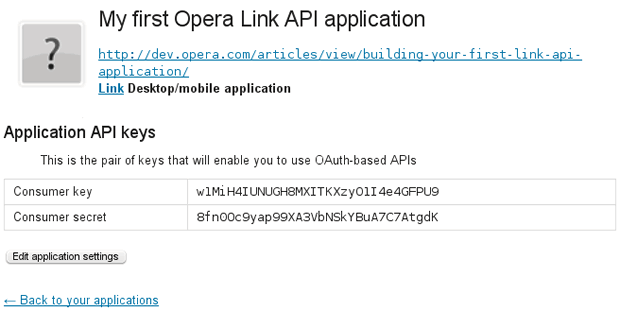 My first Opera Link API application
?
http://dev.opera.com/articles/view/building-your-first-link-api-
application/
Link Desktop/mobile application
Application API keys
This is the pair of keys that will enable you to use OAuth-based APIs
Consumer key w1MiH4IUNUGH8MXITKXzyO1I4e4GFPU9
Consumer secret 8fn0Oc9yap99XA3VbNSkYBuA7C7AtgdK
Edit application settings
← Back to your applications